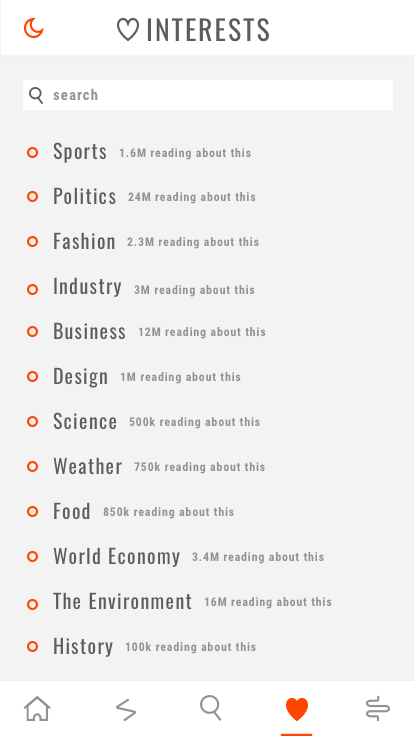 INTERESTS
search
Sports 1.6M reading about this
Politics 24M reading about this
Fashion 2.3M reading about this
Industry 3M reading about this
Business 12M reading about this
Design 1M reading about this
Science 500k reading about this
Weather 750k reading about this
Food 850k reading about this
World Economy 3.4M reading about this
The Environment 16M reading about this
History 100k reading about this